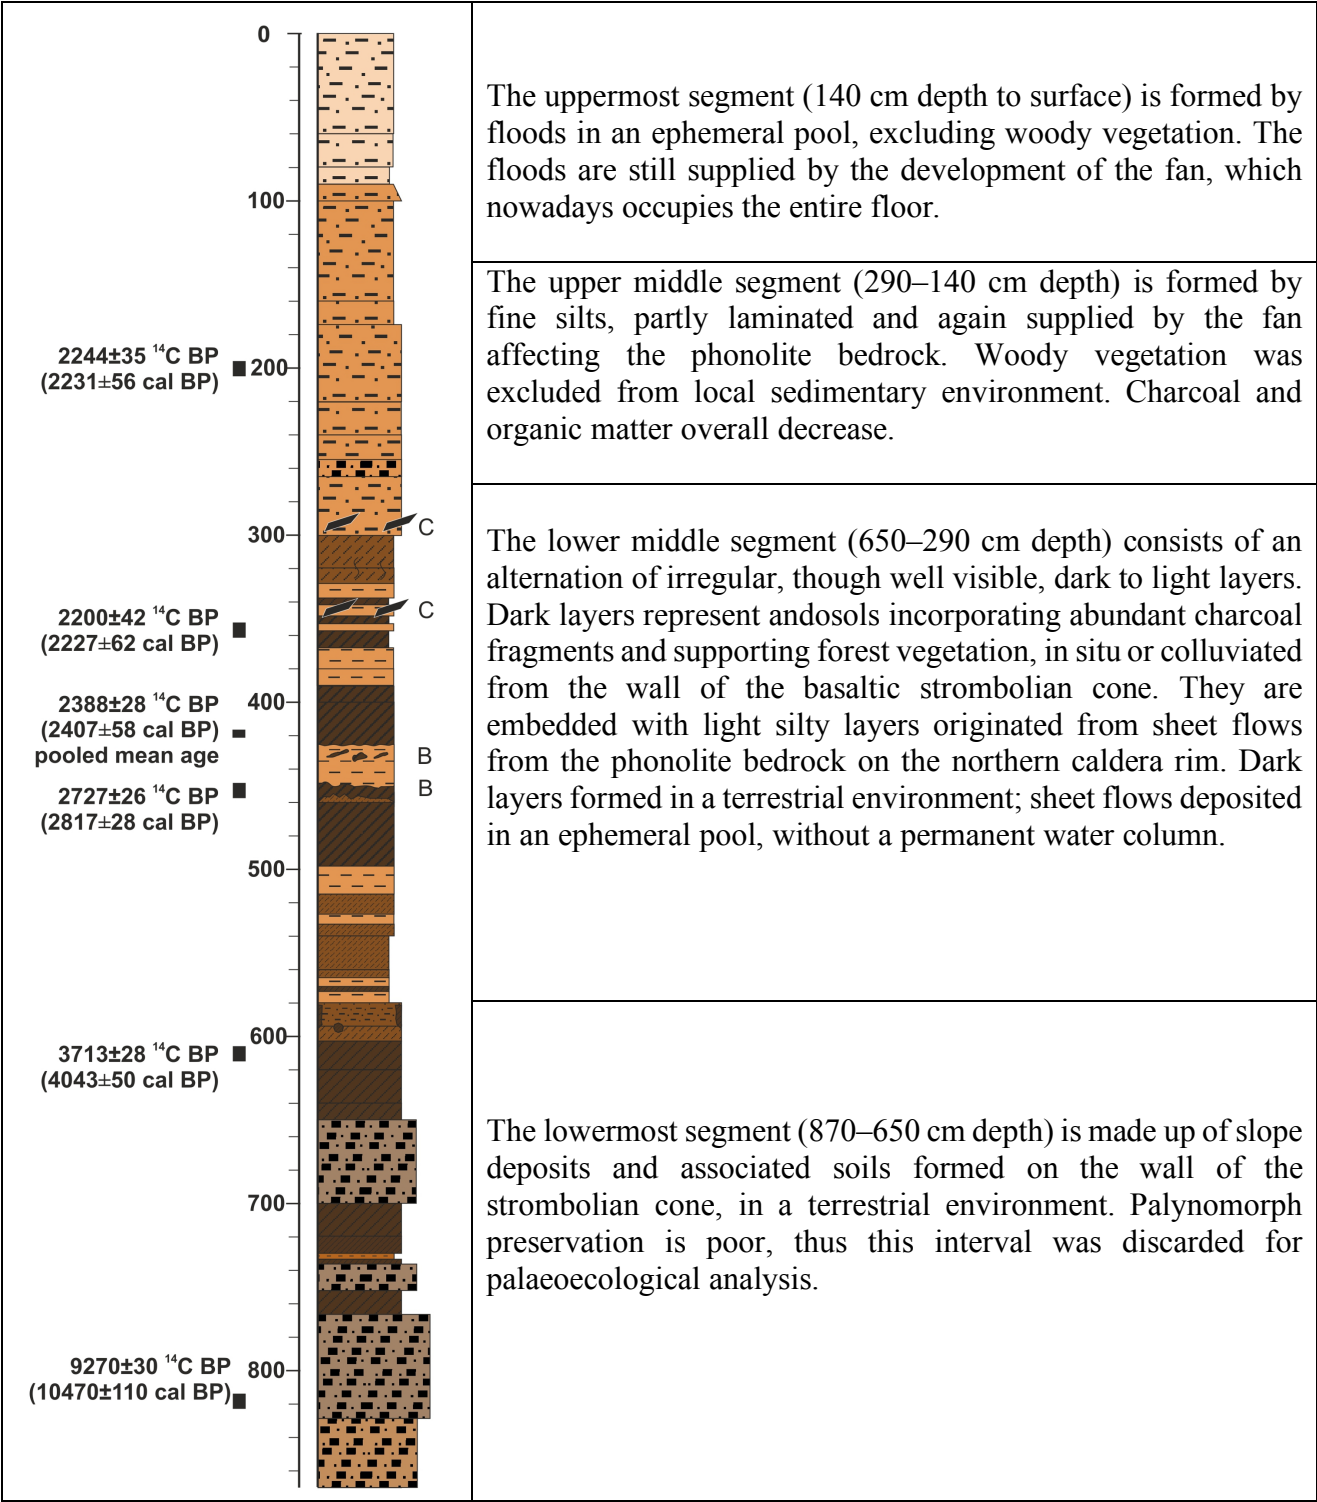 0
100
2244±35 ¹⁴C BP
(2231±56 cal BP)
200
300
C
2200±42 ¹⁴C BP
(2227±62 cal BP)
C
2388±28 ¹⁴C BP
(2407±58 cal BP)
pooled mean age
400
B
2727±26 ¹⁴C BP
(2817±28 cal BP)
B
500
600
3713±28 ¹⁴C BP
(4043±50 cal BP)
700
9270±30 ¹⁴C BP
(10470±110 cal BP)
800
The uppermost segment (140 cm depth to surface) is formed by
floods in an ephemeral pool, excluding woody vegetation. The
floods are still supplied by the development of the fan, which
nowadays occupies the entire floor.
The upper middle segment (290–140 cm depth) is formed by
fine silts, partly laminated and again supplied by the fan
affecting the phonolite bedrock. Woody vegetation was
excluded from local sedimentary environment. Charcoal and
organic matter overall decrease.
The lower middle segment (650–290 cm depth) consists of an
alternation of irregular, though well visible, dark to light layers.
Dark layers represent andosols incorporating abundant charcoal
fragments and supporting forest vegetation, in situ or colluviated
from the wall of the basaltic strombolian cone. They are
embedded with light silty layers originated from sheet flows
from the phonolite bedrock on the northern caldera rim. Dark
layers formed in a terrestrial environment; sheet flows deposited
in an ephemeral pool, without a permanent water column.
The lowermost segment (870–650 cm depth) is made up of slope
deposits and associated soils formed on the wall of the
strombolian cone, in a terrestrial environment. Palynomorph
preservation is poor, thus this interval was discarded for
palaeoecological analysis.